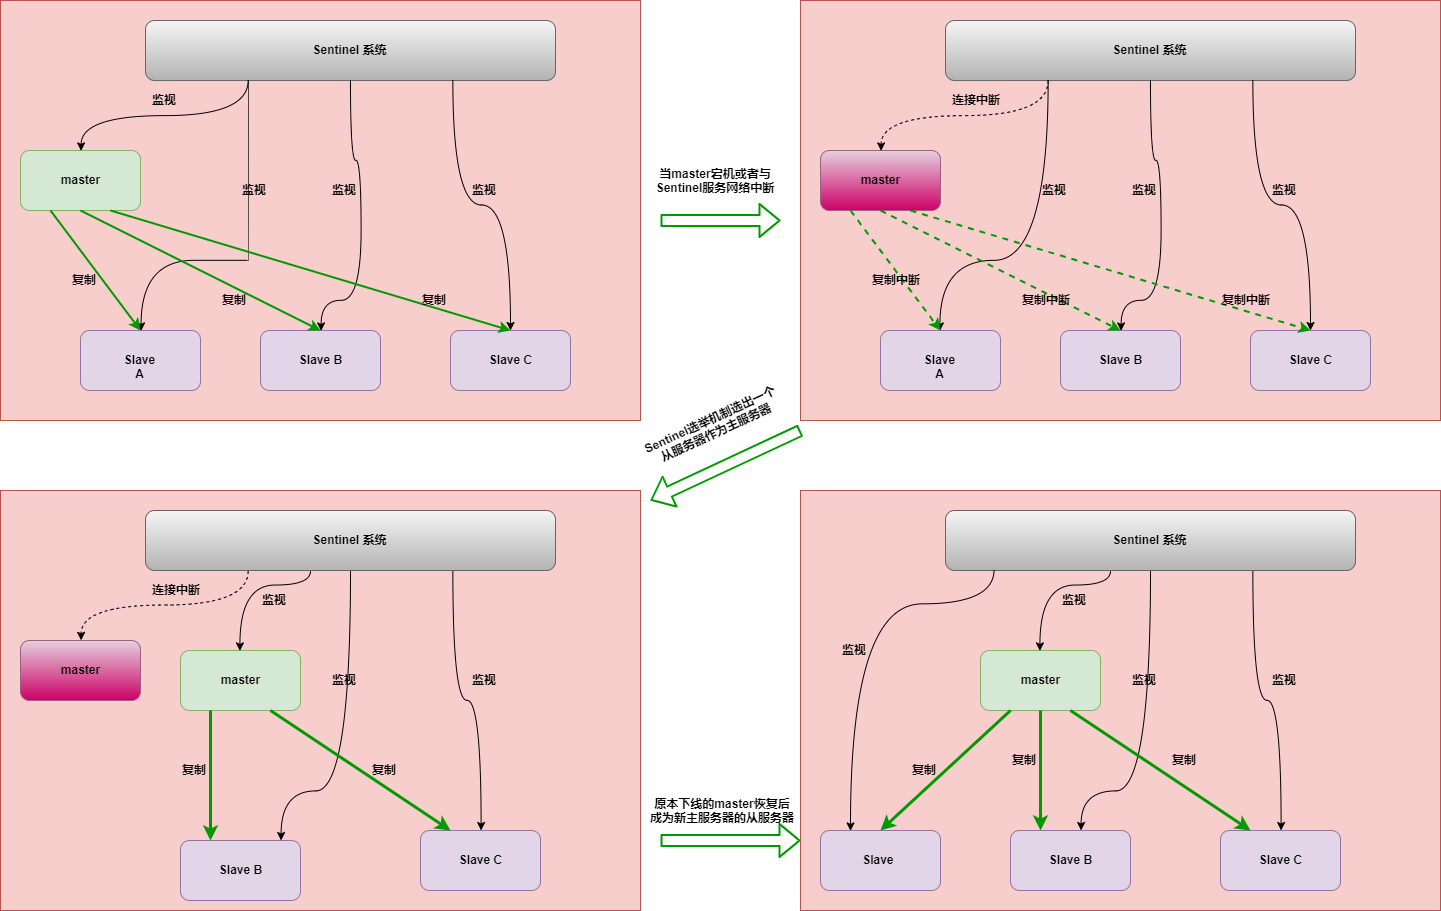 Sentinel 系统
监视
master
监视
监视
监视
复制
复制
复制
Slave
A
Slave B
Slave C
当master宕机或者与
Sentinel服务网络中断
Sentinel 系统
连接中断
master
监视
监视
监视
复制中断
复制中断
复制中断
Slave
A
Slave B
Slave C
Sentinel选举机制选出一个
从服务器作为主服务器
Sentinel 系统
连接中断
监视
master
master
监视
监视
复制
复制
Slave B
Slave C
原本下线的master恢复后
成为新主服务器的从服务器
Sentinel 系统
监视
监视
master
监视
监视
复制
复制
复制
Slave
Slave B
Slave C